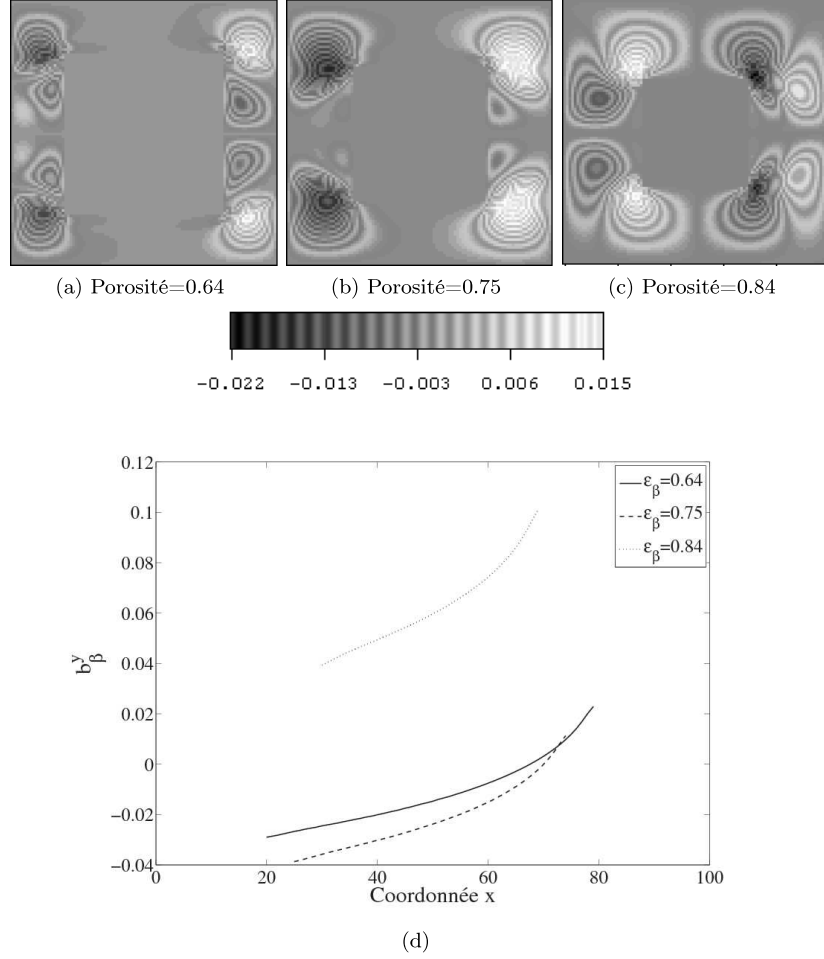 (a) Porosité=0.64
(b) Porosité=0.75
(c) Porosité=0.84
-0.022 -0.013 -0.003 0.006 0.015
0.12
0.1
0.08
0.06
0.04
0.02
0
−0.02
−0.04
b_β^y
ε_β=0.64
ε_β=0.75
ε_β=0.84
0 20 40 60 80 100
Coordonnée x
(d)